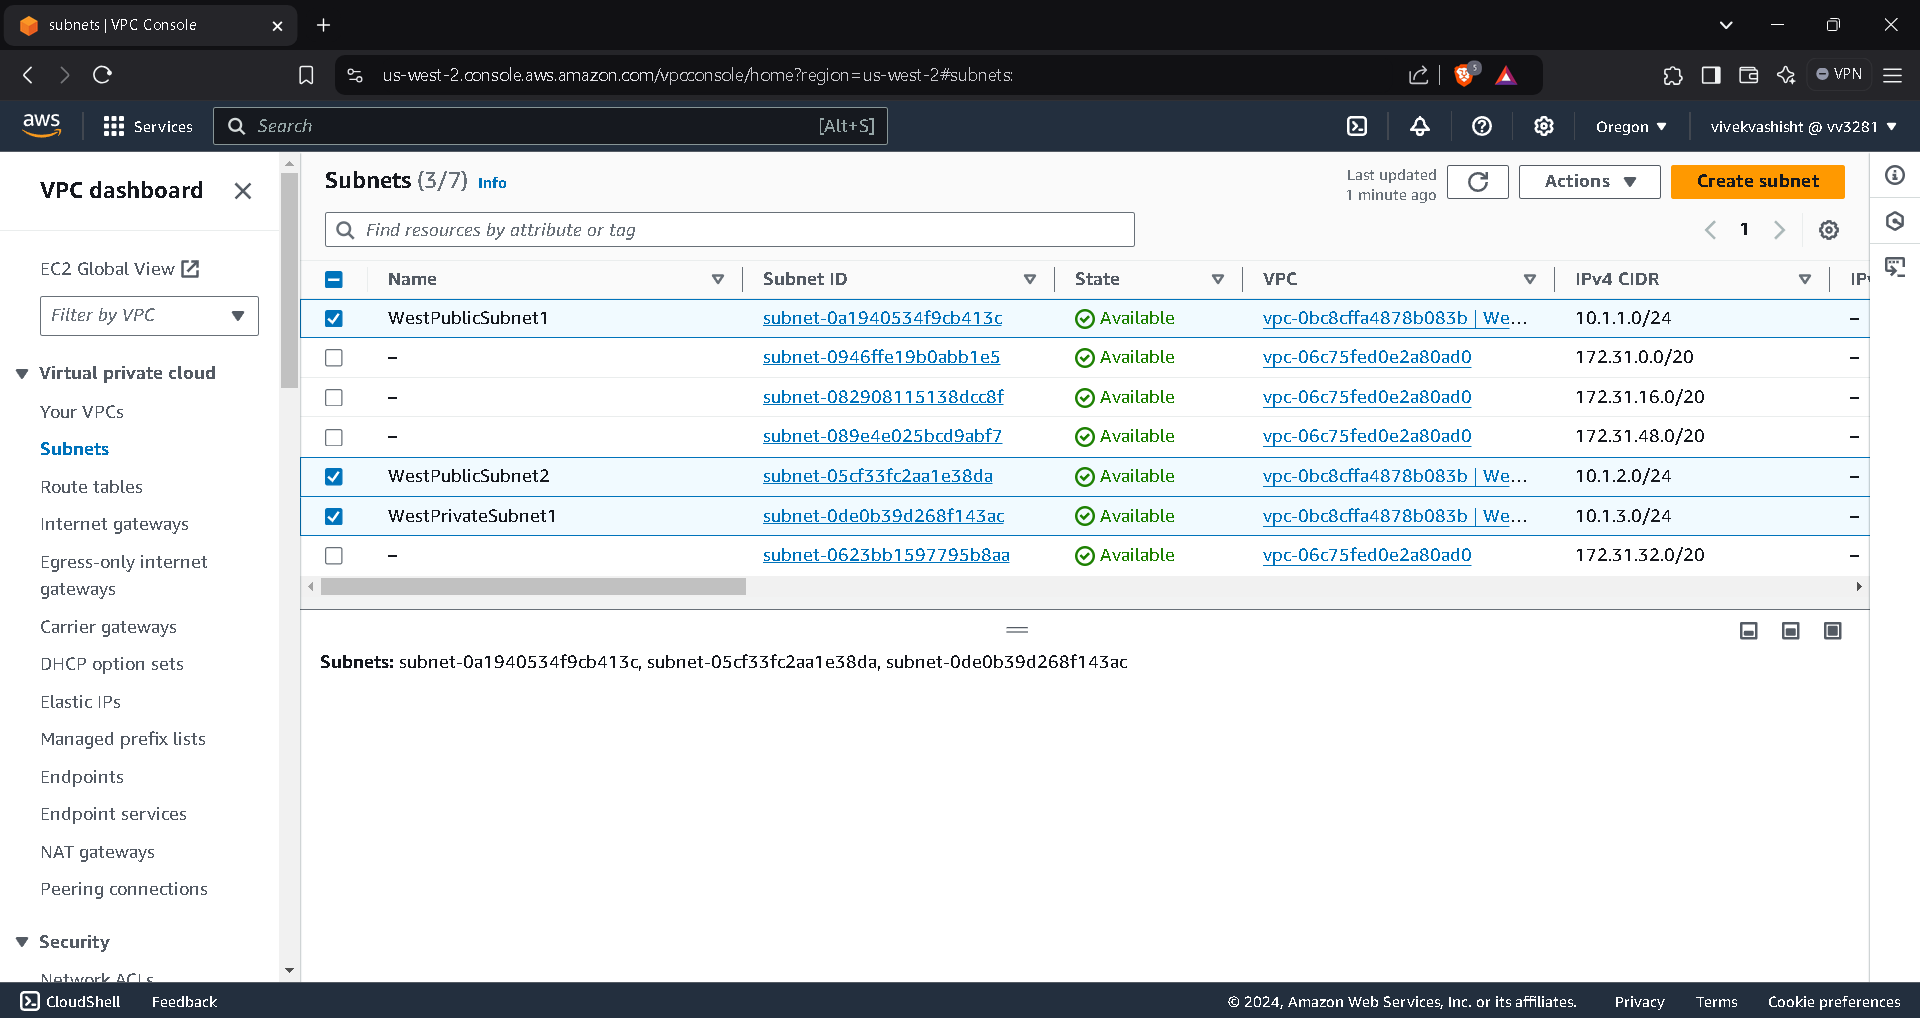 subnets | VPC Console
us-west-2.console.aws.amazon.com/vpcconsole/home?region=us-west-2#subnets:
5
VPN
aws
Services
Search
[Alt+S]
Oregon
vivekvashisht @ vv3281
VPC dashboard
EC2 Global View
Filter by VPC
Virtual private cloud
Your VPCs
Subnets
Route tables
Internet gateways
Egress-only internet
gateways
Carrier gateways
DHCP option sets
Elastic IPs
Managed prefix lists
Endpoints
Endpoint services
NAT gateways
Peering connections
Security
Network ACLs
Subnets (3/7) Info
Last updated
1 minute ago
Actions
Create subnet
Find resources by attribute or tag
1
Name Subnet ID State VPC IPv4 CIDR IPv
WestPublicSubnet1 subnet-0a1940534f9cb413c Available vpc-0bc8cffa4878b083b | We... 10.1.1.0/24 –
– subnet-0946ffe19b0abb1e5 Available vpc-06c75fed0e2a80ad0 172.31.0.0/20 –
– subnet-082908115138dcc8f Available vpc-06c75fed0e2a80ad0 172.31.16.0/20 –
– subnet-089e4e025bcd9abf7 Available vpc-06c75fed0e2a80ad0 172.31.48.0/20 –
WestPublicSubnet2 subnet-05cf33fc2aa1e38da Available vpc-0bc8cffa4878b083b | We... 10.1.2.0/24 –
WestPrivateSubnet1 subnet-0de0b39d268f143ac Available vpc-0bc8cffa4878b083b | We... 10.1.3.0/24 –
– subnet-0623bb1597795b8aa Available vpc-06c75fed0e2a80ad0 172.31.32.0/20 –
Subnets: subnet-0a1940534f9cb413c, subnet-05cf33fc2aa1e38da, subnet-0de0b39d268f143ac
CloudShell
Feedback
© 2024, Amazon Web Services, Inc. or its affiliates.
Privacy
Terms
Cookie preferences